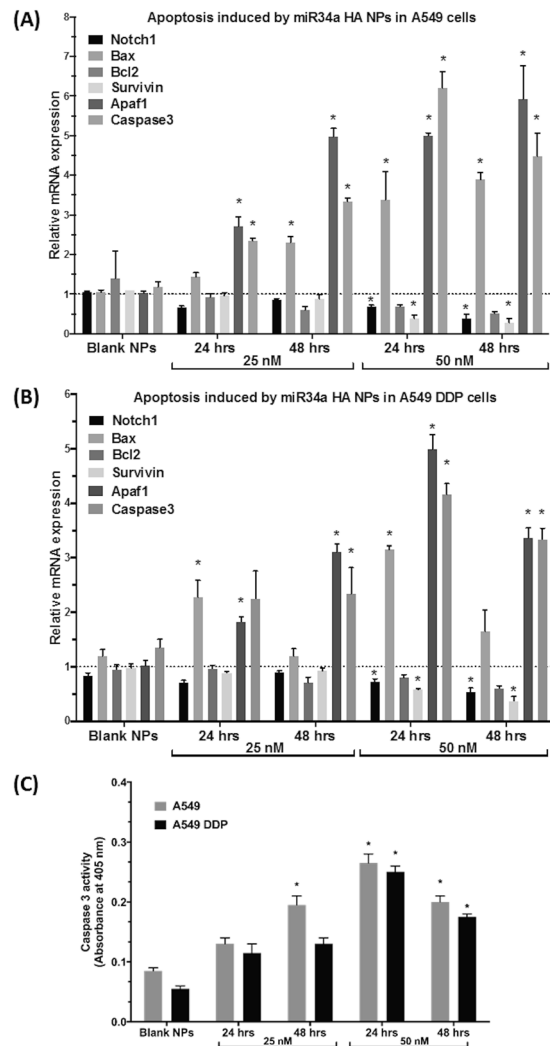 (A)
Apoptosis induced by miR34a HA NPs in A549 cells
Notch1
Bax
Bcl2
Survivin
Apaf1
Caspase3
Relative mRNA expression
8
7
6
5
4
3
2
1
0
* * * * * * * * * * * * * * *
Blank NPs 24 hrs 48 hrs 24 hrs 48 hrs
25 nM 50 nM
(B)
Apoptosis induced by miR34a HA NPs in A549 DDP cells
Notch1
Bax
Bcl2
Survivin
Apaf1
Caspase3
Relative mRNA expression
6
5
4
3
2
1
0
* * * * * * * * * * * * *
Blank NPs 24 hrs 48 hrs 24 hrs 48 hrs
25 nM 50 nM
(C)
A549
A549 DDP
Caspase 3 activity
(Absorbance at 405 nm)
0.4
0.3
0.2
0.1
0.0
* * * * *
Blank NPs 24 hrs 48 hrs 24 hrs 48 hrs
25 nM 50 nM